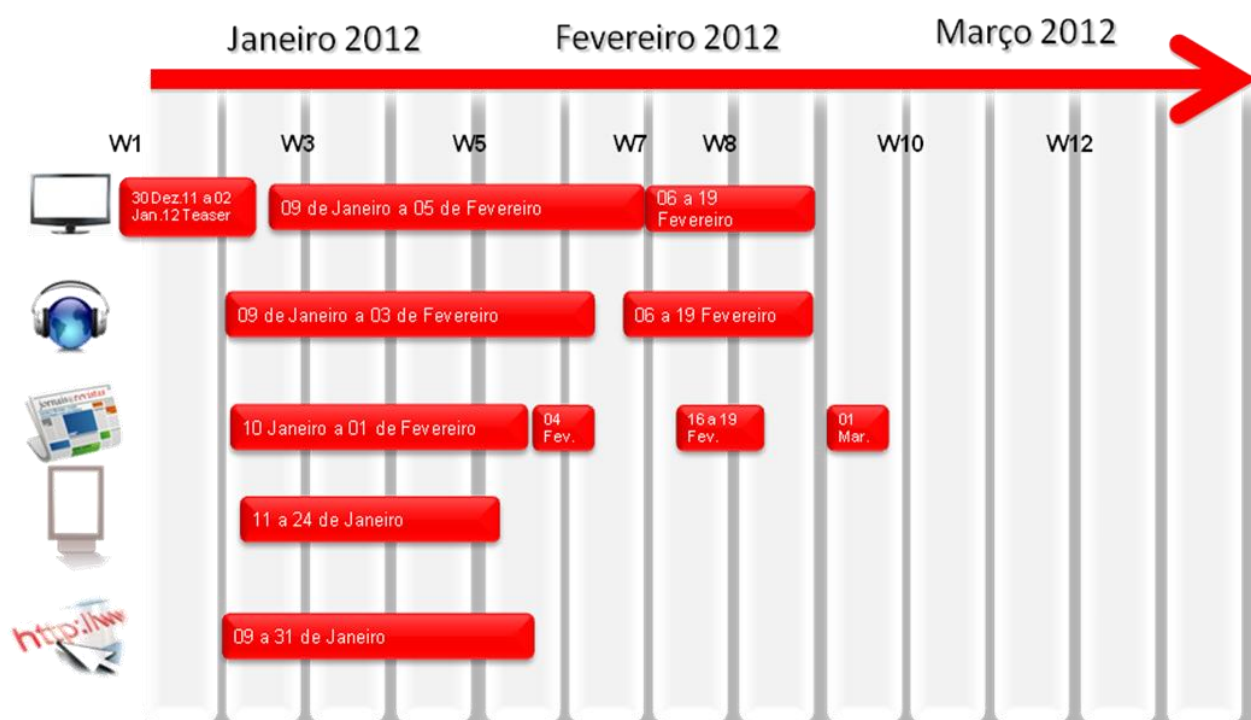 Janeiro 2012
Fevereiro 2012
Março 2012
W1
W3
W5
W7
W8
W10
W12
30 Dez.11 a 02
Jan.12 Teaser
09 de Janeiro a 05 de Fevereiro
06 a 19
Fevereiro
09 de Janeiro a 03 de Fevereiro
06 a 19 Fevereiro
jornais&revistas
10 Janeiro a 01 de Fevereiro
04
Fev.
16 a 19
Fev.
01
Mar.
11 a 24 de Janeiro
http://ww
09 a 31 de Janeiro